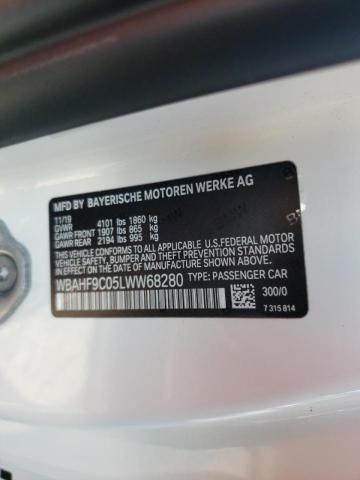 MFD BY BAYERISCHE MOTOREN WERKE AG
11/19
GVWR 4101 lbs 1860 kg
GAWR FRONT 1907 lbs 865 kg
GAWR REAR 2194 lbs 995 kg
THIS VEHICLE CONFORMS TO ALL APPLICABLE U.S.FEDERAL MOTOR
VEHICLE SAFETY, BUMPER, AND THEFT PREVENTION STANDARDS
IN EFFECT ON THE DATE OF MANUFACTURE SHOWN ABOVE.
WBAHF9C05LWW68280 TYPE: PASSENGER CAR
300/0
7 315 814